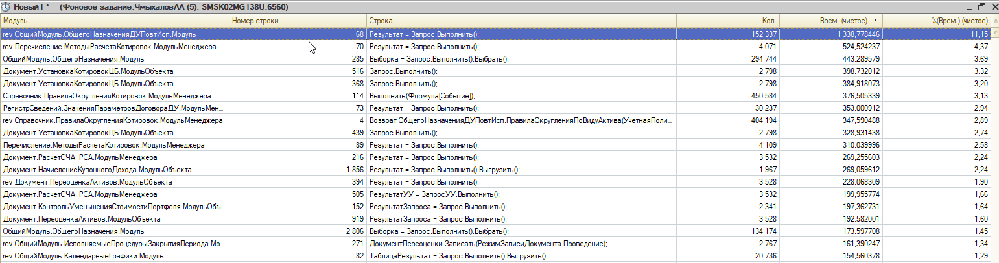 Новый1 * (Фоновое задание:ЧмыхаловАА (5), SMSK02MG138U:6560)
Модуль Номер строки Строка Кол. Врем. (чистое) %(Врем.) (чистое)
rev ОбщийМодуль.ОбщегоНазначенияДУПовтИсп.Модуль 68 Результат = Запрос.Выполнить(); 152 337 1 338,778446 11,15
rev Перечисление.МетодыРасчетаКотировок.МодульМенеджера 70 Результат = Запрос.Выполнить(); 4 071 524,524237 4,37
ОбщийМодуль.ОбщегоНазначения.Модуль 285 Выборка = Запрос.Выполнить().Выбрать(); 294 744 443,289579 3,69
Документ.УстановкаКотировокЦБ.МодульОбъекта 516 Запрос.Выполнить(); 2 798 398,732012 3,32
Документ.УстановкаКотировокЦБ.МодульОбъекта 368 Запрос.Выполнить(); 2 798 384,918073 3,20
Справочник.ПравилаОкругленияКотировок.МодульМенеджера 114 Выполнить(Формула[Событие]); 450 584 376,505339 3,13
РегистрСведений.ЗначенияПараметровДоговораДУ.МодульМен... 73 Результат = Запрос.Выполнить(); 30 237 353,000912 2,94
rev Справочник.ПравилаОкругленияКотировок.МодульМенеджера 4 Возврат ОбщегоНазначенияДУПовтИсп.ПравилаОкругленияПоВидуАктива(УчетнаяПоли... 404 194 347,590488 2,89
Документ.УстановкаКотировокЦБ.МодульОбъекта 439 Запрос.Выполнить(); 2 798 328,931438 2,74
Перечисление.МетодыРасчетаКотировок.МодульМенеджера 89 Результат = Запрос.Выполнить(); 4 109 310,039996 2,58
Документ.РасчетСЧА_РСА.МодульМенеджера 216 Результат = Запрос.Выполнить(); 3 532 269,255603 2,24
Документ.НачислениеКупонногоДохода.МодульОбъекта 1 856 Результат = Запрос.Выполнить().Выгрузить(); 1 967 269,059612 2,24
rev Документ.ПереоценкаАктивов.МодульОбъекта 394 Результат = Запрос.Выполнить(); 3 528 228,068309 1,90
Документ.РасчетСЧА_РСА.МодульМенеджера 505 РезультатУУ = ЗапросУУ.Выполнить(); 3 532 199,955774 1,66
Документ.КонтрольУменьшенияСтоимостиПортфеля.МодульОбъ... 152 РезультатЗапроса = Запрос.Выполнить(); 2 341 197,362731 1,64
Документ.ПереоценкаАктивов.МодульОбъекта 919 РезультатЗапроса = Запрос.Выполнить(); 3 528 192,582001 1,60
ОбщийМодуль.ОбщегоНазначения.Модуль 2 806 Выборка = Запрос.Выполнить().Выбрать(); 134 174 173,597708 1,45
rev ОбщийМодуль.ИсполняемыеПроцедурыЗакрытияПериода.Мо... 271 ДокументПереоценки.Записать(РежимЗаписиДокумента.Проведение); 2 767 161,390247 1,34
rev ОбщийМодуль.КалендарныеГрафики.Модуль 82 ТаблицаРезультат = Запрос.Выполнить().Выгрузить(); 20 736 154,560378 1,29